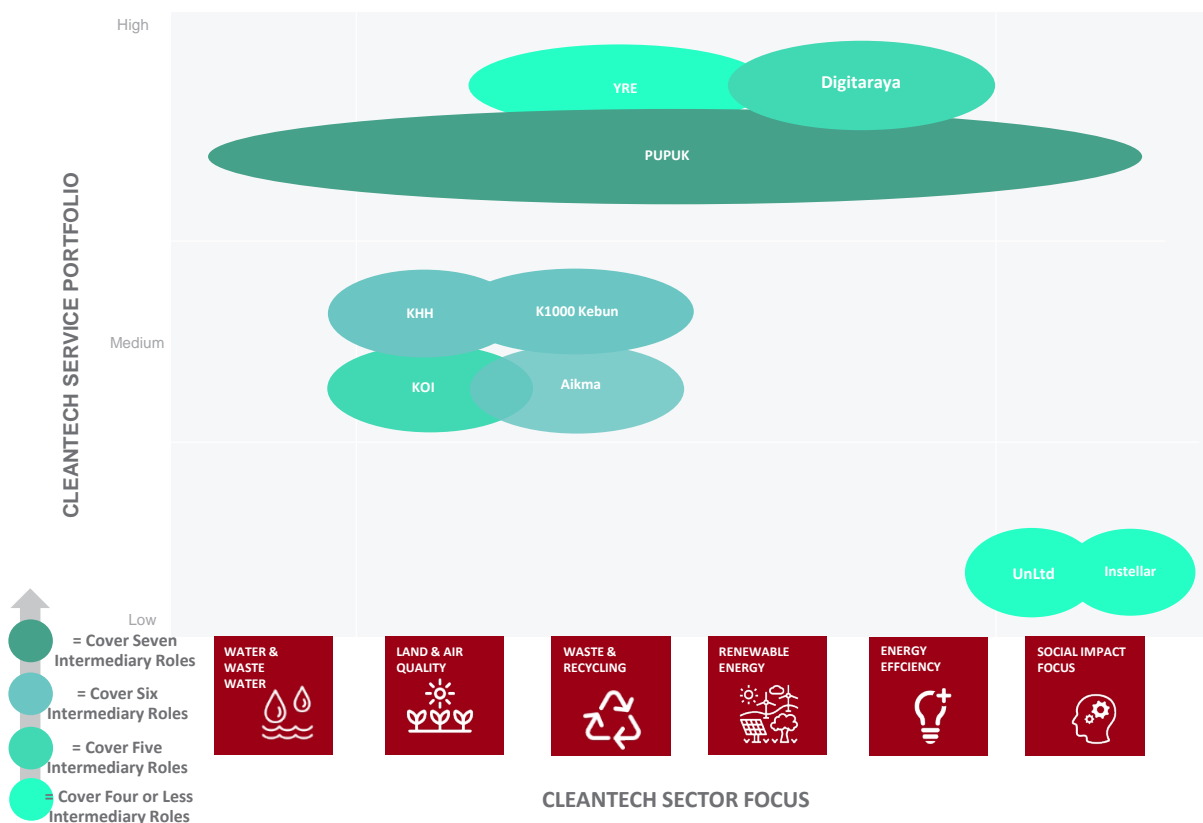 High
YRE
Digitaraya
PUPUK
CLEANTECH SERVICE PORTFOLIO
KHH
K1000 Kebun
Medium
KOI
Aikma
UnLtd
Instellar
Low
= Cover Seven
Intermediary Roles
= Cover Six
Intermediary Roles
= Cover Five
Intermediary Roles
= Cover Four or Less
Intermediary Roles
WATER &
WASTE
WATER
LAND & AIR
QUALITY
WASTE &
RECYCLING
RENEWABLE
ENERGY
ENERGY
EFFCIENCY
SOCIAL IMPACT
FOCUS
CLEANTECH SECTOR FOCUS